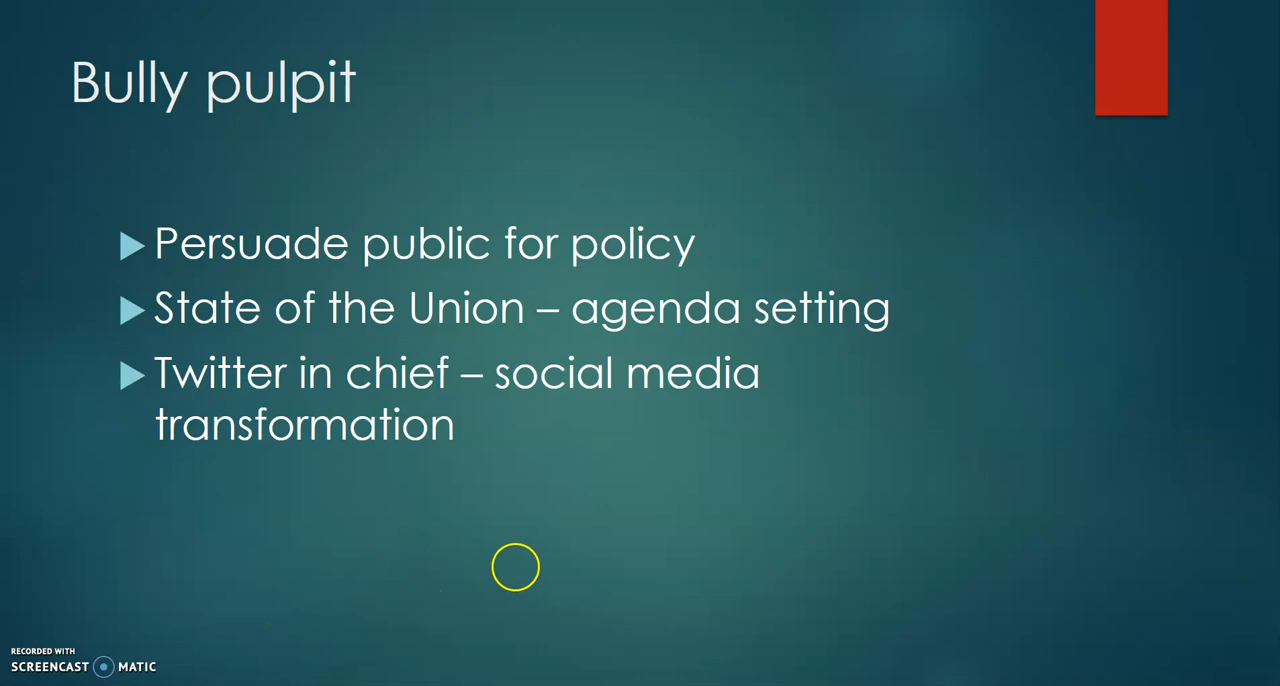 Bully pulpit
Persuade public for policy
State of the Union – agenda setting
Twitter in chief – social media
transformation
RECORDED WITH
SCREENCAST MATIC